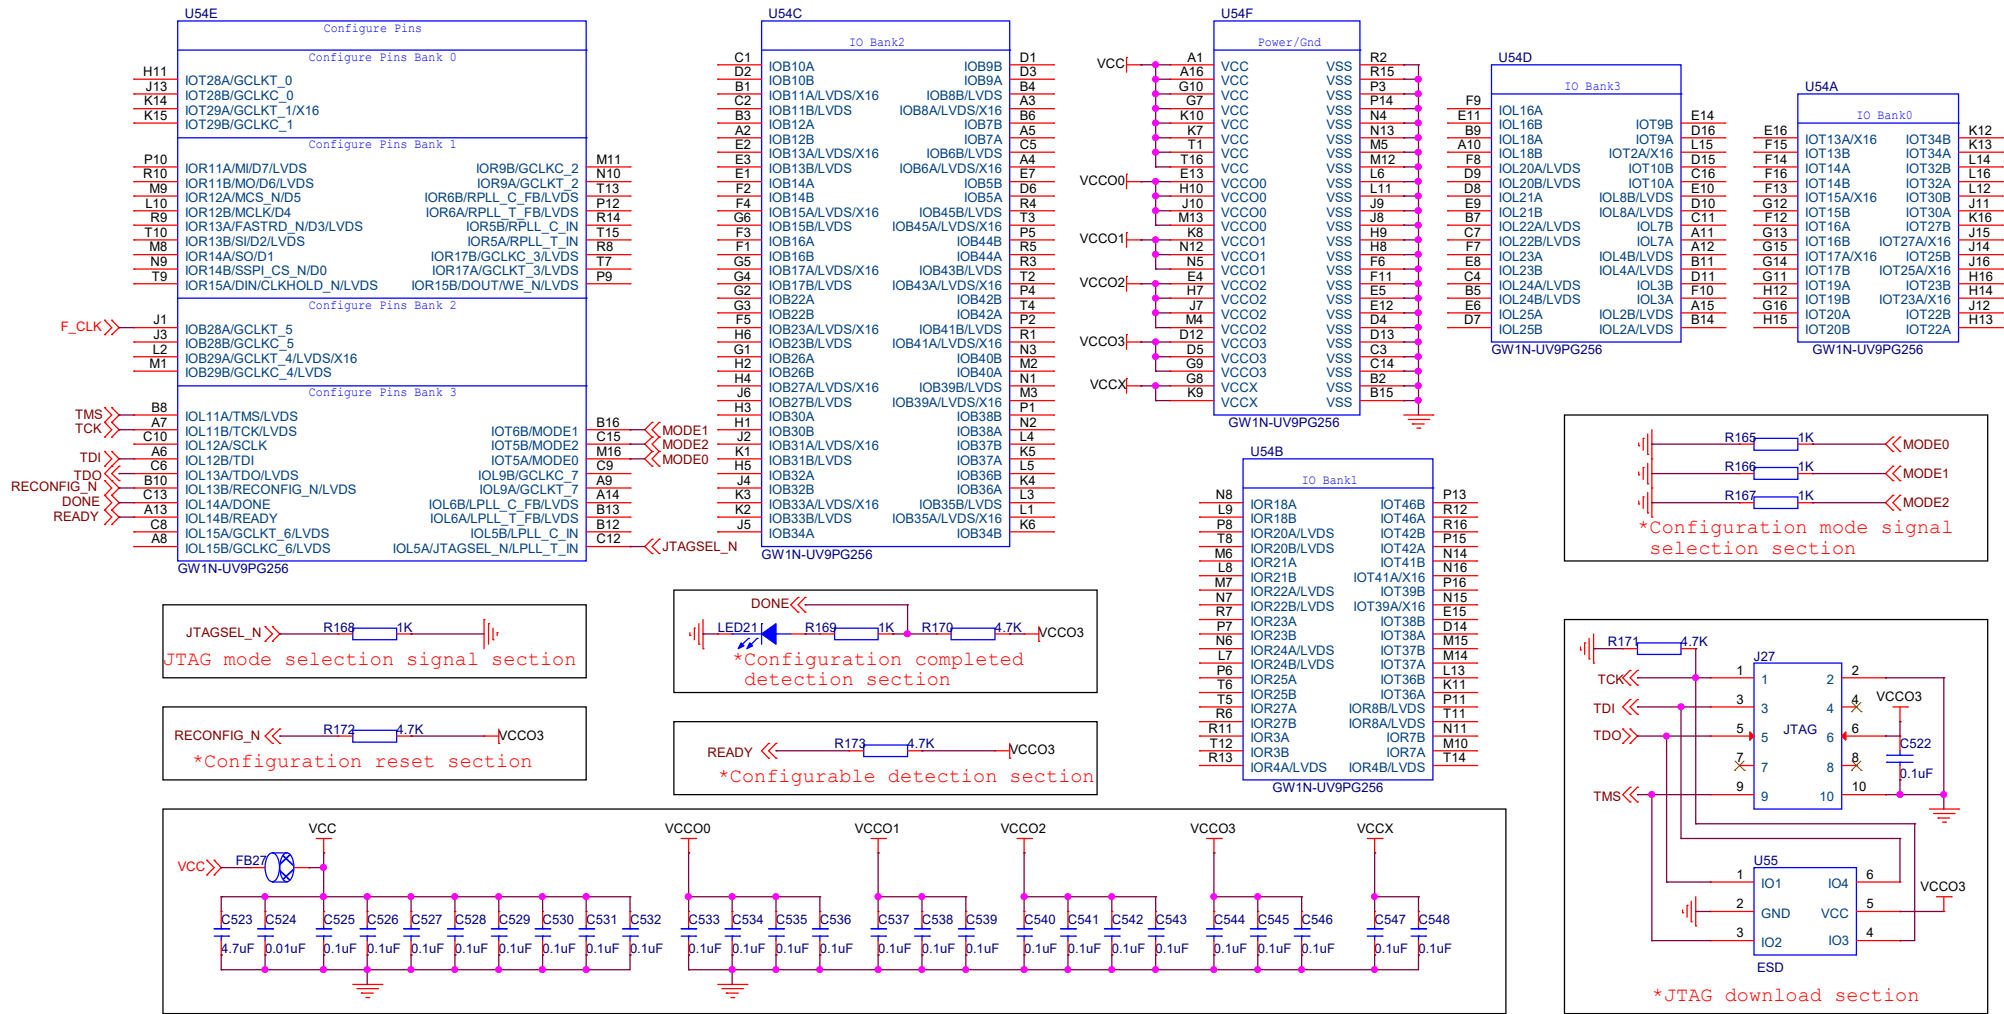 U54E
Configure Pins
Configure Pins Bank 0
H11 IOT28A/GCLKT_0
J13 IOT28B/GCLKC_0
K14 IOT29A/GCLKT_1/X16
K15 IOT29B/GCLKC_1
Configure Pins Bank 1
P10 IOR11A/MI/D7/LVDS IOR9B/GCLKC_2 M11
R10 IOR11B/MO/D6/LVDS IOR9A/GCLKT_2 N10
M9 IOR12A/MCS_N/D5 IOR6B/RPLL_C_FB/LVDS T13
L10 IOR12B/MCLK/D4 IOR6A/RPLL_T_FB/LVDS P12
R9 IOR13A/FASTRD_N/D3/LVDS IOR5B/RPLL_C_IN R14
T10 IOR13B/SI/D2/LVDS IOR5A/RPLL_T_IN T15
M8 IOR14A/SO/D1 IOR17B/GCLKC_3/LVDS R8
N9 IOR14B/SSPI_CS_N/D0 IOR17A/GCLKT_3/LVDS T7
T9 IOR15A/DIN/CLKHOLD_N/LVDS IOR15B/DOUT/WE_N/LVDS P9
Configure Pins Bank 2
F_CLK J1 IOB28A/GCLKT_5
J3 IOB28B/GCLKC_5
L2 IOB29A/GCLKT_4/LVDS/X16
M1 IOB29B/GCLKC_4/LVDS
Configure Pins Bank 3
TMS B8 IOL11A/TMS/LVDS
TCK A7 IOL11B/TCK/LVDS IOT6B/MODE1 B16 MODE1
C10 IOL12A/SCLK IOT5B/MODE2 C15 MODE2
TDI A6 IOL12B/TDI IOT5A/MODE0 M16 MODE0
TDO C6 IOL13A/TDO/LVDS IOL9B/GCLKC_7 C9
RECONFIG_N B10 IOL13B/RECONFIG_N/LVDS IOL9A/GCLKT_7 A9
DONE C13 IOL14A/DONE IOL6B/LPLL_C_FB/LVDS A14
READY A13 IOL14B/READY IOL6A/LPLL_T_FB/LVDS B13
C8 IOL15A/GCLKT_6/LVDS IOL5B/LPLL_C_IN B12
A8 IOL15B/GCLKC_6/LVDS IOL5A/JTAGSEL_N/LPLL_T_IN C12 JTAGSEL_N
GW1N-UV9PG256
U54C
IO Bank2
C1 IOB10A IOB9B D1
D2 IOB10B IOB9A D3
B1 IOB11A/LVDS/X16 IOB8B/LVDS B4
C2 IOB11B/LVDS IOB8A/LVDS/X16 A3
B3 IOB12A IOB7B B6
A2 IOB12B IOB7A A5
E2 IOB13A/LVDS/X16 IOB6B/LVDS C5
E3 IOB13B/LVDS IOB6A/LVDS/X16 A4
E1 IOB14A IOB5B E7
F2 IOB14B IOB5A D6
F4 IOB15A/LVDS/X16 IOB45B/LVDS R4
G6 IOB15B/LVDS IOB45A/LVDS/X16 T3
F3 IOB16A IOB44B P5
F1 IOB16B IOB44A R5
G5 IOB17A/LVDS/X16 IOB43B/LVDS R3
G4 IOB17B/LVDS IOB43A/LVDS/X16 T2
G2 IOB22A IOB42B P4
G3 IOB22B IOB42A T4
F5 IOB23A/LVDS/X16 IOB41B/LVDS P2
H6 IOB23B/LVDS IOB41A/LVDS/X16 R1
G1 IOB26A IOB40B N3
H2 IOB26B IOB40A M2
H4 IOB27A/LVDS/X16 IOB39B/LVDS N1
J6 IOB27B/LVDS IOB39A/LVDS/X16 M3
H3 IOB30A IOB38B P1
H1 IOB30B IOB38A N2
J2 IOB31A/LVDS/X16 IOB37B L4
K1 IOB31B/LVDS IOB37A K5
H5 IOB32A IOB36B L5
J4 IOB32B IOB36A K4
K3 IOB33A/LVDS/X16 IOB35B/LVDS L3
K2 IOB33B/LVDS IOB35A/LVDS/X16 L1
J5 IOB34A IOB34B K6
GW1N-UV9PG256
U54F
Power/Gnd
VCC A1 VCC VSS R2
A16 VCC VSS R15
G10 VCC VSS P3
G7 VCC VSS P14
K10 VCC VSS N4
K7 VCC VSS N13
T1 VCC VSS M5
T16 VCC VSS M12
VCCO0 E13 VCCO0 VSS L6
H10 VCCO0 VSS L11
J10 VCCO0 VSS J9
M13 VCCO0 VSS J8
VCCO1 K8 VCCO1 VSS H9
N12 VCCO1 VSS H8
N5 VCCO1 VSS F6
VCCO2 E4 VCCO2 VSS F11
H7 VCCO2 VSS E5
J7 VCCO2 VSS E12
M4 VCCO2 VSS D4
VCCO3 D12 VCCO3 VSS D13
D5 VCCO3 VSS C3
G9 VCCO3 VSS C14
VCCX G8 VCCX VSS B2
K9 VCCX VSS B15
GW1N-UV9PG256
U54D
IO Bank3
F9 IOL16A
E11 IOL16B IOT9B E14
B9 IOL18A IOT9A D16
A10 IOL18B IOT2A/X16 L15
F8 IOL20A/LVDS IOT10B D15
D9 IOL20B/LVDS IOT10A C16
D8 IOL21A IOL8B/LVDS E10
E9 IOL21B IOL8A/LVDS D10
B7 IOL22A/LVDS IOL7B C11
C7 IOL22B/LVDS IOL7A A11
F7 IOL23A IOL4B/LVDS A12
E8 IOL23B IOL4A/LVDS B11
C4 IOL24A/LVDS IOL3B D11
B5 IOL24B/LVDS IOL3A F10
E6 IOL25A IOL2B/LVDS A15
D7 IOL25B IOL2A/LVDS B14
GW1N-UV9PG256
U54A
IO Bank0
E16 IOT13A/X16 IOT34B K12
F15 IOT13B IOT34A K13
F14 IOT14A IOT32B L14
F16 IOT14B IOT32A L16
F13 IOT15A/X16 IOT30B L12
G12 IOT15B IOT30A J11
F12 IOT16A IOT27B K16
G13 IOT16B IOT27A/X16 J15
G15 IOT17A/X16 IOT25B J14
G14 IOT17B IOT25A/X16 J16
G11 IOT19A IOT23B H16
H12 IOT19B IOT23A/X16 H14
G16 IOT20A IOT22B J12
H15 IOT20B IOT22A H13
GW1N-UV9PG256
U54B
IO Bank1
N8 IOR18A IOT46B P13
L9 IOR18B IOT46A R12
P8 IOR20A/LVDS IOT42B R16
T8 IOR20B/LVDS IOT42A P15
M6 IOR21A IOT41B N14
L8 IOR21B IOT41A/X16 N16
M7 IOR22A/LVDS IOT39B P16
N7 IOR22B/LVDS IOT39A/X16 N15
R7 IOR23A IOT38B E15
P7 IOR23B IOT38A D14
N6 IOR24A/LVDS IOT37B M15
L7 IOR24B/LVDS IOT37A M14
P6 IOR25A IOT36B L13
T6 IOR25B IOT36A K11
T5 IOR27A IOR8B/LVDS P11
R6 IOR27B IOR8A/LVDS T11
R11 IOR3A IOR7B N11
T12 IOR3B IOR7A M10
R13 IOR4A/LVDS IOR4B/LVDS T14
GW1N-UV9PG256
R165 1K MODE0
R166 1K MODE1
R167 1K MODE2
*Configuration mode signal
selection section
JTAGSEL_N R168 1K
JTAG mode selection signal section
DONE
LED21 R169 1K R170 4.7K VCCO3
*Configuration completed
detection section
RECONFIG_N R172 4.7K VCCO3
*Configuration reset section
READY R173 4.7K VCCO3
*Configurable detection section
R171 4.7K
J27
TCK 1 1 2 2
TDI 3 3 4 4 VCCO3
TDO 5 5 JTAG 6 6
7 7 8 8 C522
0.1uF
TMS 9 9 10 10
U55
1 IO1 IO4 6
2 GND VCC 5 VCCO3
3 IO2 IO3 4
ESD
*JTAG download section
VCC VCCO0 VCCO1 VCCO2 VCCO3 VCCX
VCC FB27
C523 C524 C525 C526 C527 C528 C529 C530 C531 C532 C533 C534 C535 C536 C537 C538 C539 C540 C541 C542 C543 C544 C545 C546 C547 C548
4.7uF 0.01uF 0.1uF 0.1uF 0.1uF 0.1uF 0.1uF 0.1uF 0.1uF 0.1uF 0.1uF 0.1uF 0.1uF 0.1uF 0.1uF 0.1uF 0.1uF 0.1uF 0.1uF 0.1uF 0.1uF 0.1uF 0.1uF 0.1uF 0.1uF 0.1uF